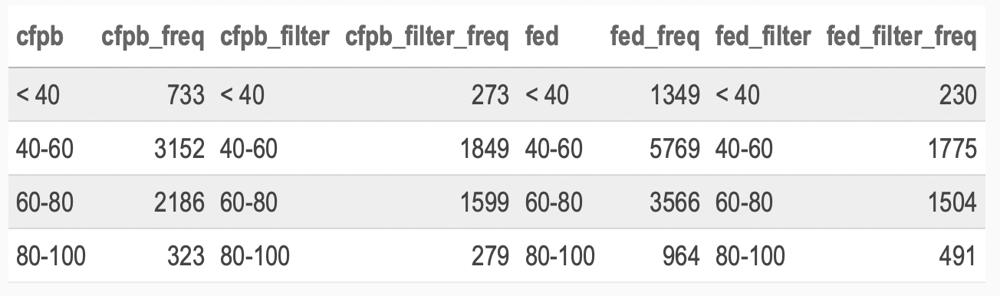 cfpb cfpb_freq cfpb_filter cfpb_filter_freq fed fed_freq fed_filter fed_filter_freq
< 40 733 < 40 273 < 40 1349 < 40 230
40-60 3152 40-60 1849 40-60 5769 40-60 1775
60-80 2186 60-80 1599 60-80 3566 60-80 1504
80-100 323 80-100 279 80-100 964 80-100 491